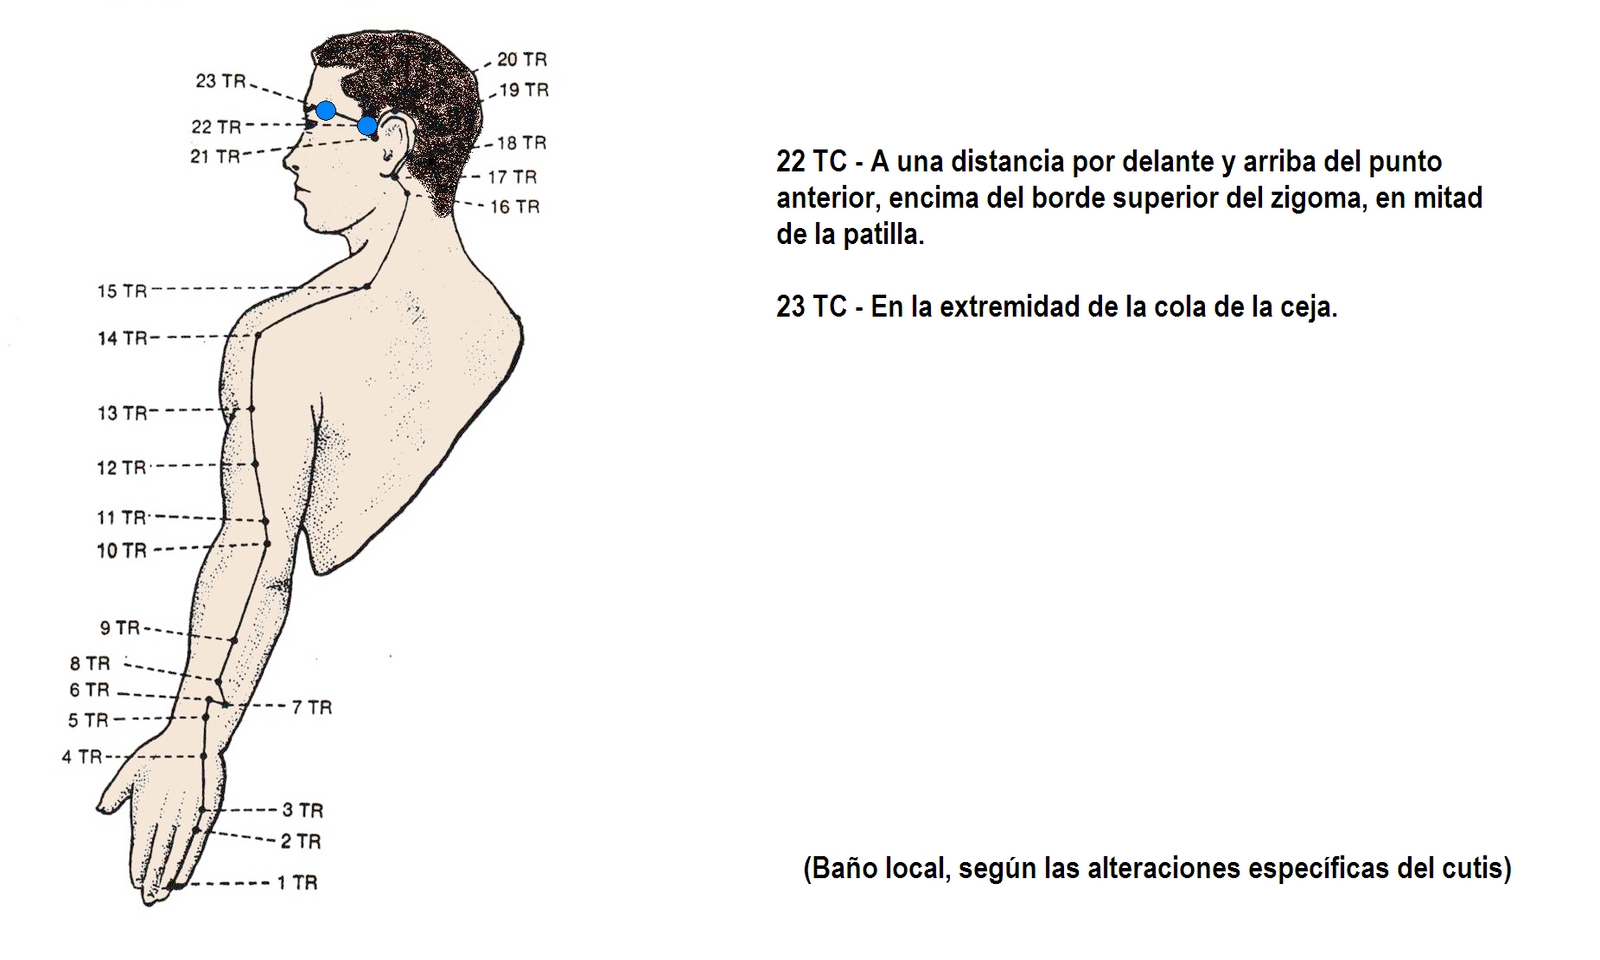 20 TR
23 TR
19 TR
22 TR
18 TR
21 TR
17 TR
16 TR
15 TR
14 TR
13 TR
12 TR
11 TR
10 TR
9 TR
8 TR
6 TR
7 TR
5 TR
4 TR
3 TR
2 TR
1 TR
22 TC - A una distancia por delante y arriba del punto
anterior, encima del borde superior del zigoma, en mitad
de la patilla.
23 TC - En la extremidad de la cola de la ceja.
(Baño local, según las alteraciones específicas del cutis)